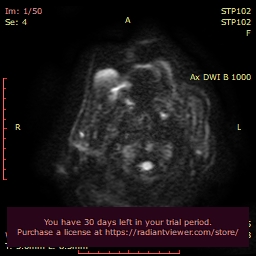 Im: 1/50
Se: 4
A
STP102
STP102
F
Ax DWI B 1000
R
L
You have 30 days left in your trial period.
Purchase a license at https://radiantviewer.com/store/